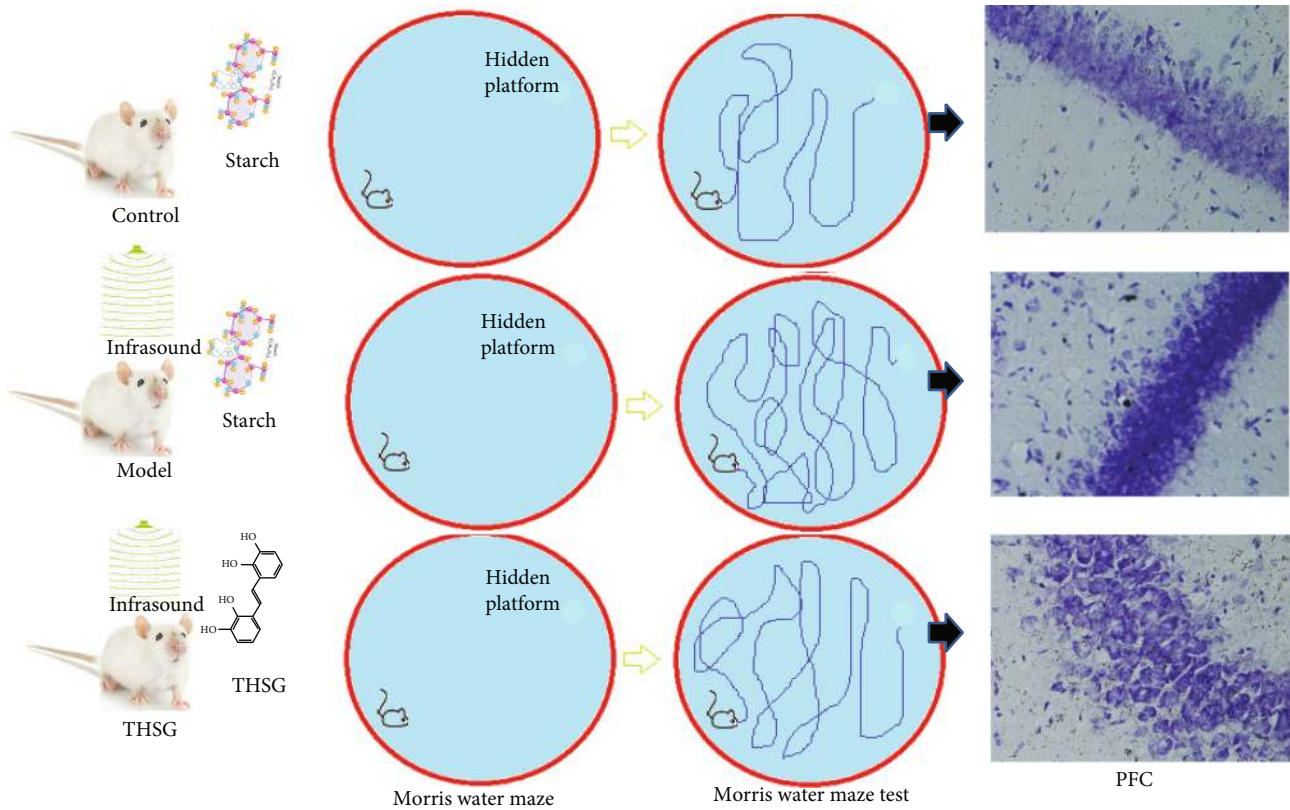 Starch
Control
Hidden
platform
Infrasound
Starch
Model
Hidden
platform
HO
HO
HO
HO
Infrasound
THSG
THSG
Hidden
platform
Morris water maze
Morris water maze test
PFC